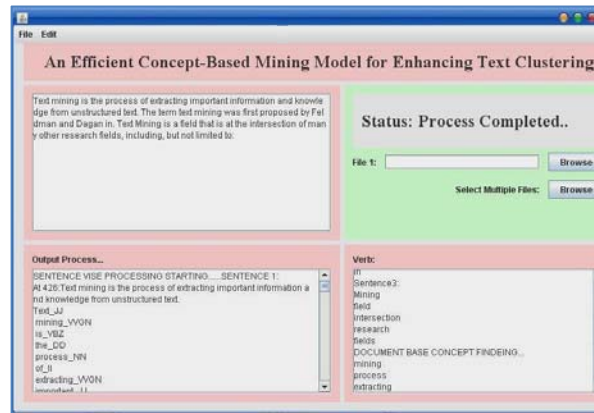 File Edit
An Efficient Concept-Based Mining Model for Enhancing Text Clustering
Text mining is the process of extracting important information and knowle
dge from unstructured text. The term text mining was first proposed by Fel
dman and Dagan in. Text Mining is a field that is at the intersection of man
y other research fields, including, but not limited to:
Status: Process Completed..
File 1: Browse
Select Multiple Files: Browse
Output Process...
SENTENCE VISE PROCESSING STARTING......SENTENCE 1:
At 426:Text mining is the process of extracting important information a
nd knowledge from unstructured text.
Text_JJ
mining_VVGN
is_VBZ
the_DD
process_NN
of_II
extracting_VVGN
important_JJ
Verb:
in
Sentence3:
Mining
field
intersection
research
fields
DOCUMENT BASE CONCEPT FINDEING...
mining
process
extracting